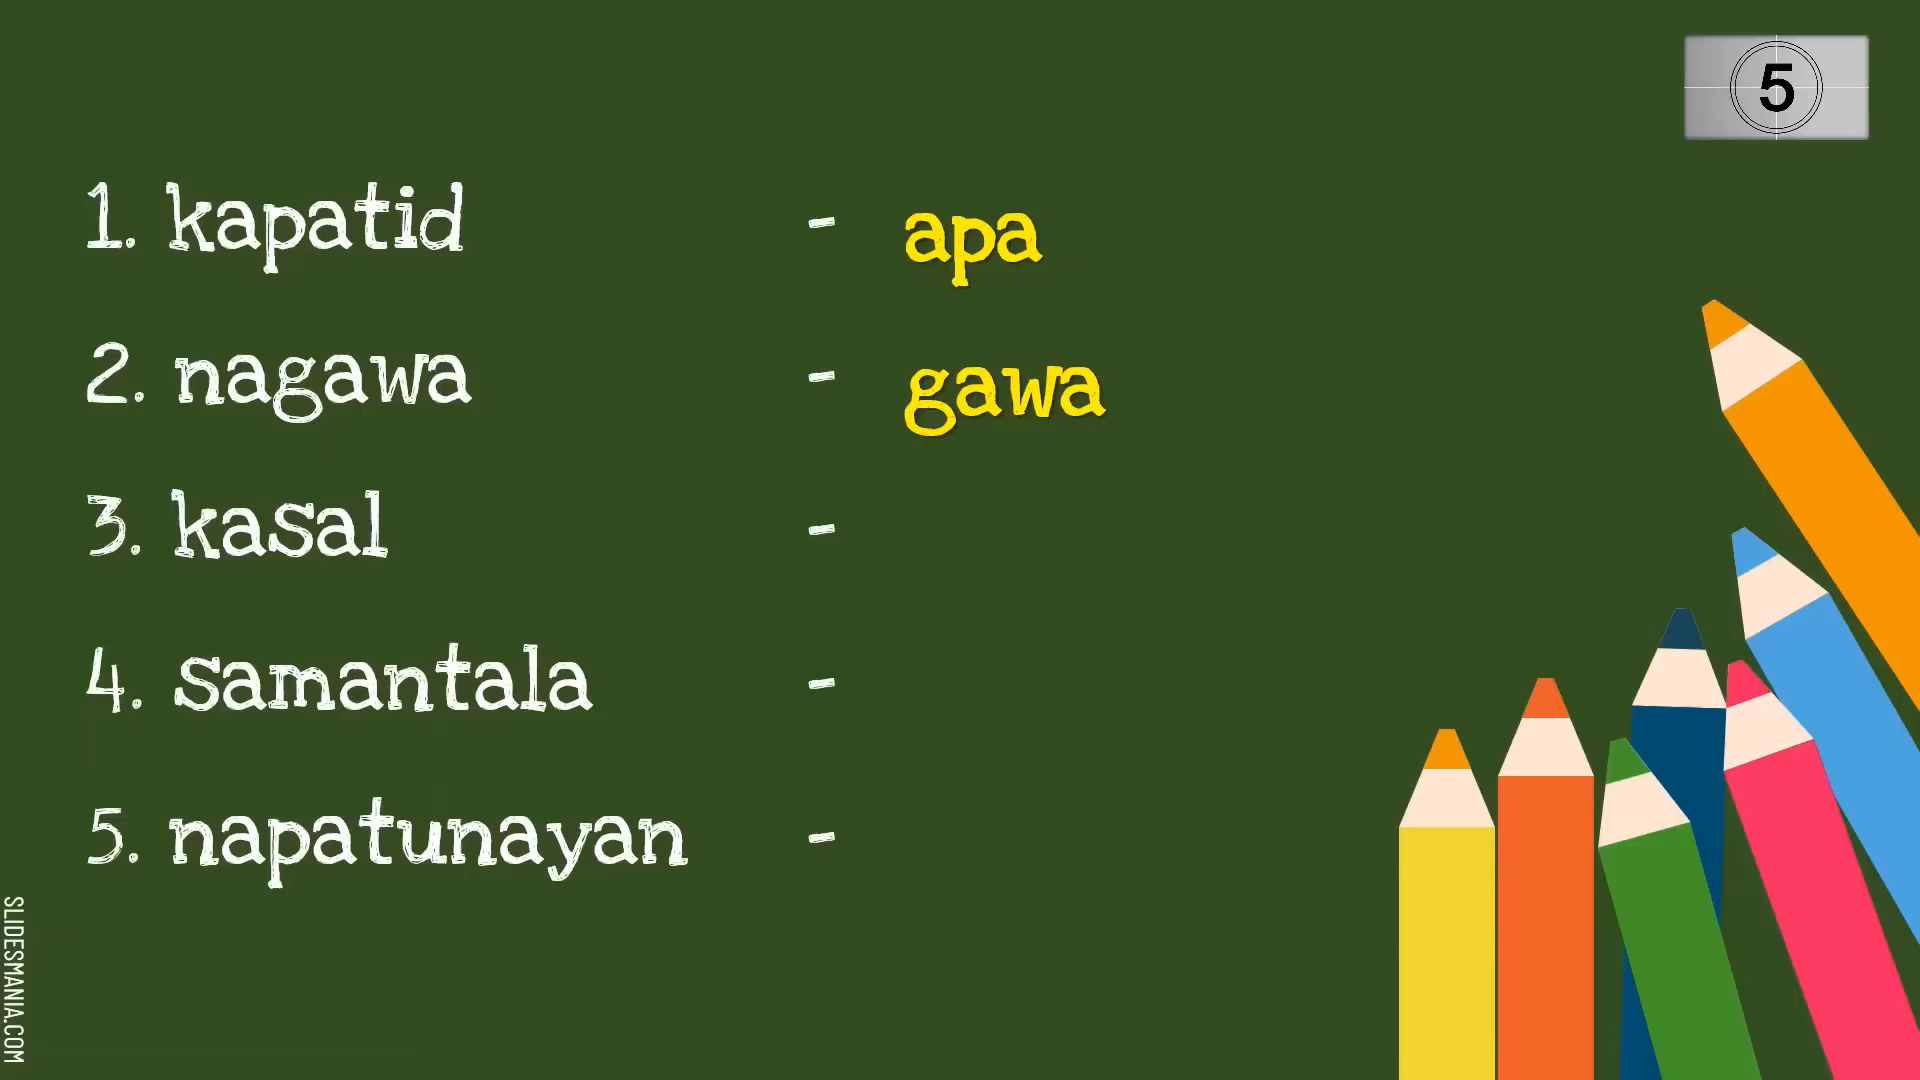 5
1. kapatid - apa
2. nagawa - gawa
3. kasal -
4. samantala -
5. napatunayan -
SLIDESMANIA.COM